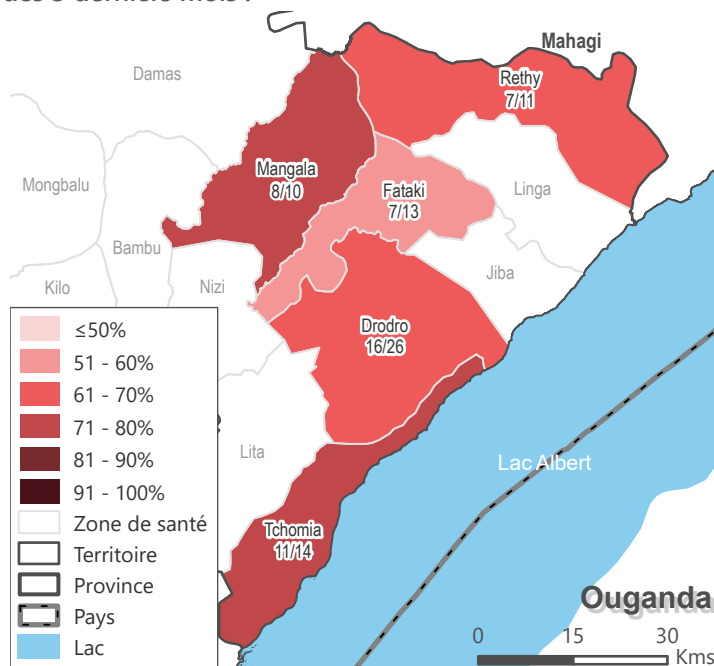 des 3 derniers mois :
Damas
Mahagi
Rethy
7/11
Mangala
8/10
Mongbalu
Fataki
7/13
Linga
Bambu
Jiba
Kilo
Nizi
Drodro
16/26
≤50%
51 - 60%
61 - 70%
71 - 80%
81 - 90%
91 - 100%
Zone de santé
Territoire
Province
Pays
Lac
Lita
Lac Albert
Tchomia
11/14
Ouganda
0 15 30
Kms